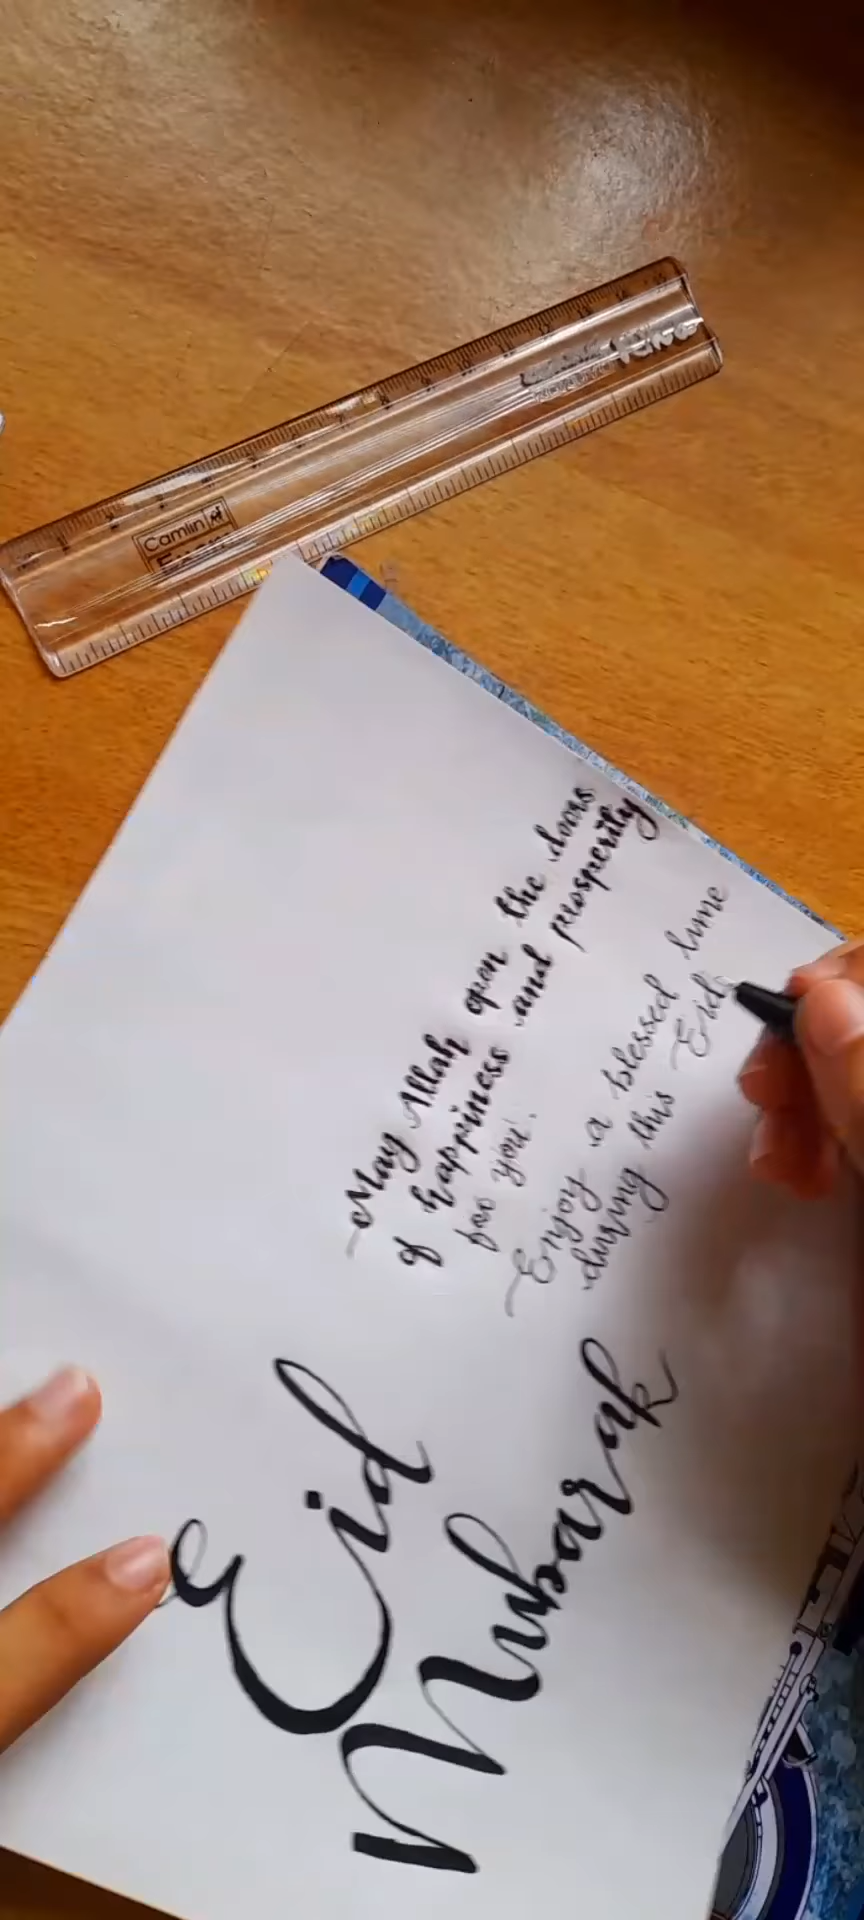 Camlin
May Allah open the doors
of happiness and prosperity
for you.
Enjoy a blessed time
during this Eid
Eid
Mubarak